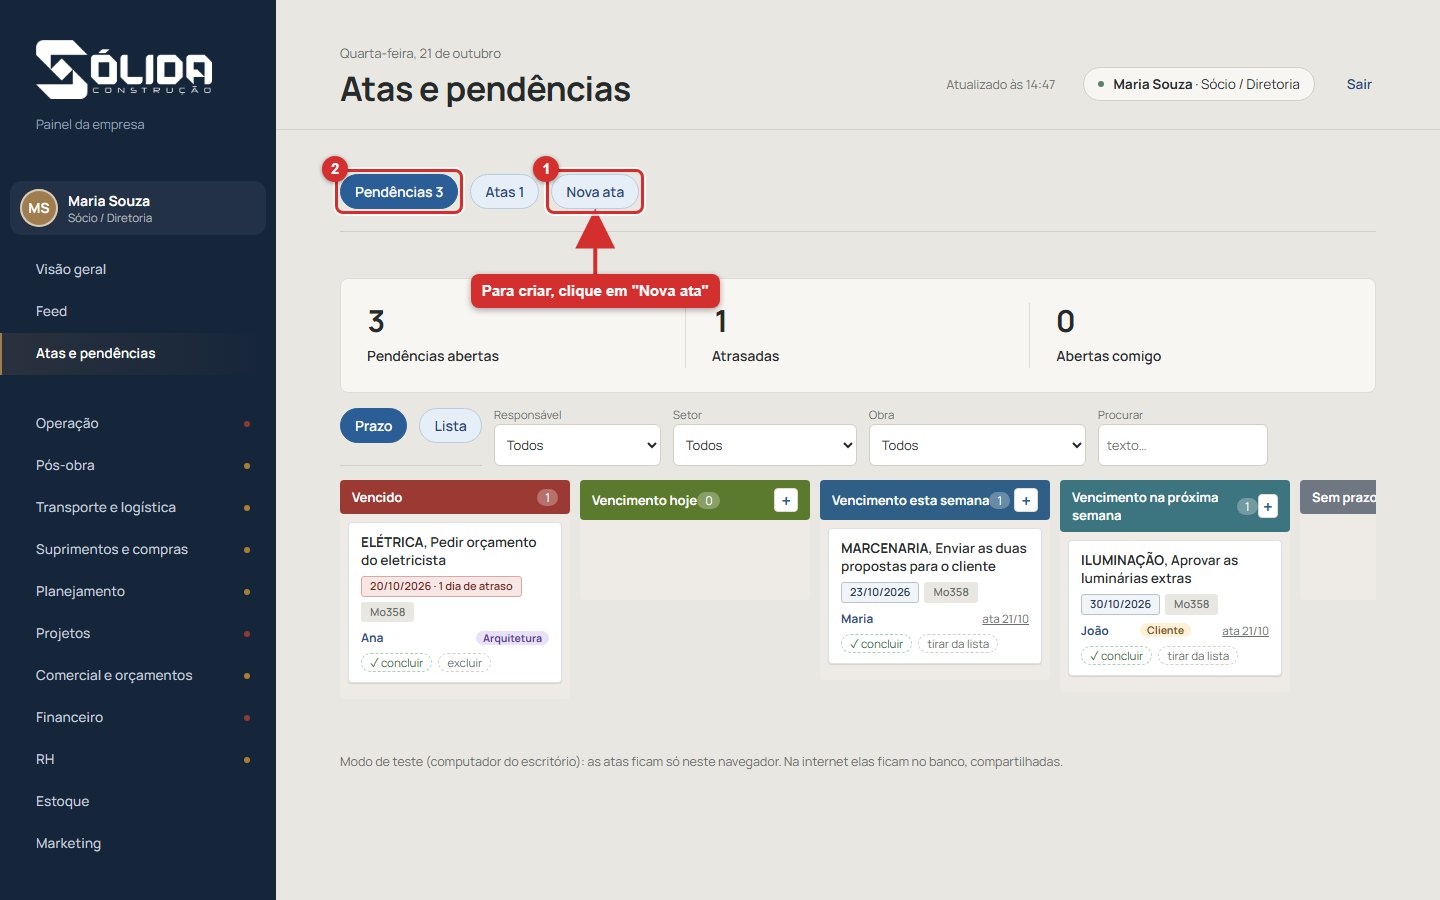 SÓLIDA
CONSTRUÇÃO
Painel da empresa
MS
Maria Souza
Sócio / Diretoria
Visão geral
Feed
Atas e pendências
Operação
Pós-obra
Transporte e logística
Suprimentos e compras
Planejamento
Projetos
Comercial e orçamentos
Financeiro
RH
Estoque
Marketing
Quarta-feira, 21 de outubro
Atas e pendências
Atualizado às 14:47
Maria Souza · Sócio / Diretoria
Sair
2
Pendências 3
Atas 1
1
Nova ata
Para criar, clique em "Nova ata"
3
Pendências abertas
1
Atrasadas
0
Abertas comigo
Prazo
Lista
Responsável
Todos
Setor
Todos
Obra
Todos
Procurar
texto...
Vencido
1
ELÉTRICA, Pedir orçamento
do eletricista
20/10/2026 · 1 dia de atraso
Mo358
Ana
Arquitetura
✓ concluir
excluir
Vencimento hoje
0
+
Vencimento esta semana
1
+
MARCENARIA, Enviar as duas
propostas para o cliente
23/10/2026
Mo358
Maria
ata 21/10
✓ concluir
tirar da lista
Vencimento na próxima
semana
1
+
ILUMINAÇÃO, Aprovar as
luminárias extras
30/10/2026
Mo358
João
Cliente
ata 21/10
✓ concluir
tirar da lista
Sem prazo
Modo de teste (computador do escritório): as atas ficam só neste navegador. Na internet elas ficam no banco, compartilhadas.